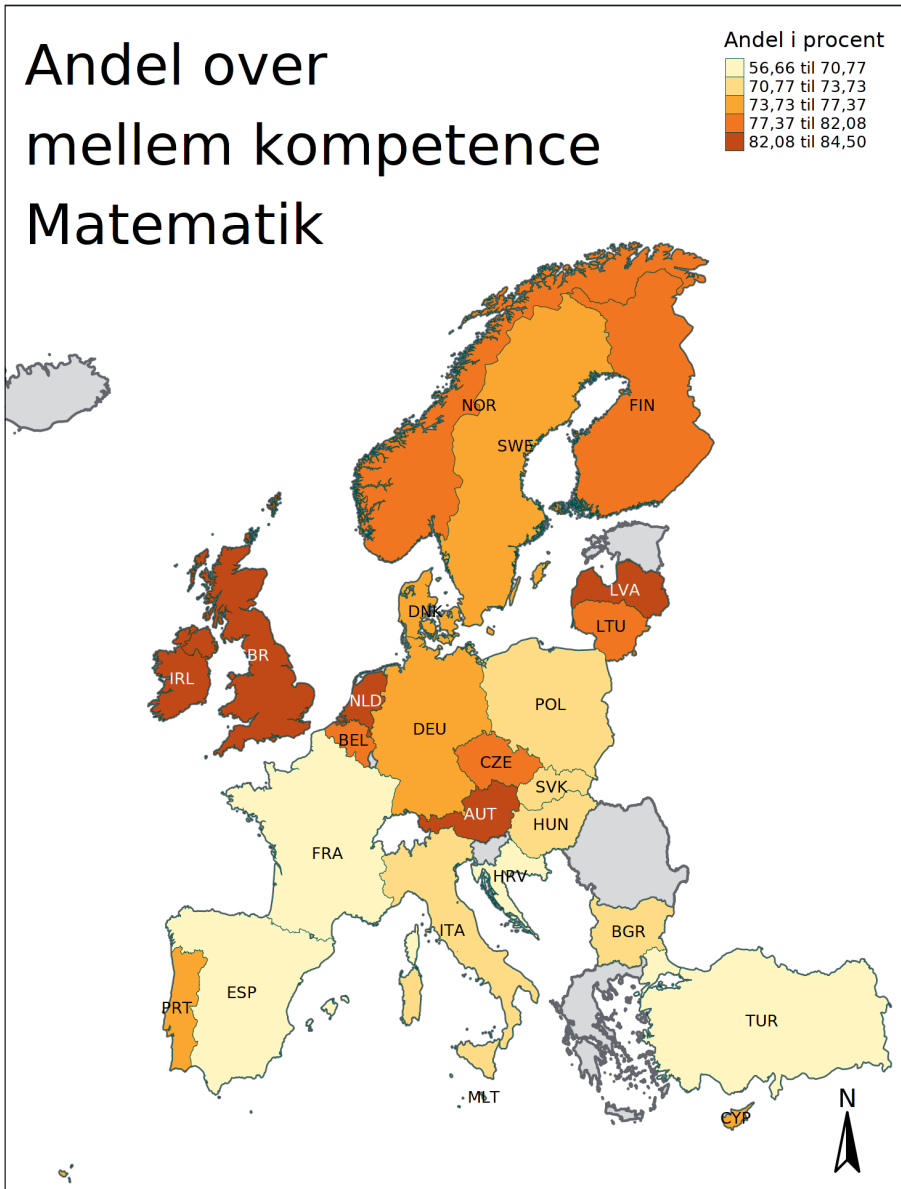 Andel over
mellem kompetence
Matematik
Andel i procent
56,66 til 70,77
70,77 til 73,73
73,73 til 77,37
77,37 til 82,08
82,08 til 84,50
NOR
FIN
SWE
LVA
DNK
LTU
BR
IRL
NLD
POL
DEU
BEL
CZE
SVK
AUT
HUN
FRA
HRV
ITA
BGR
ESP
PRT
TUR
MLT
CYP
N